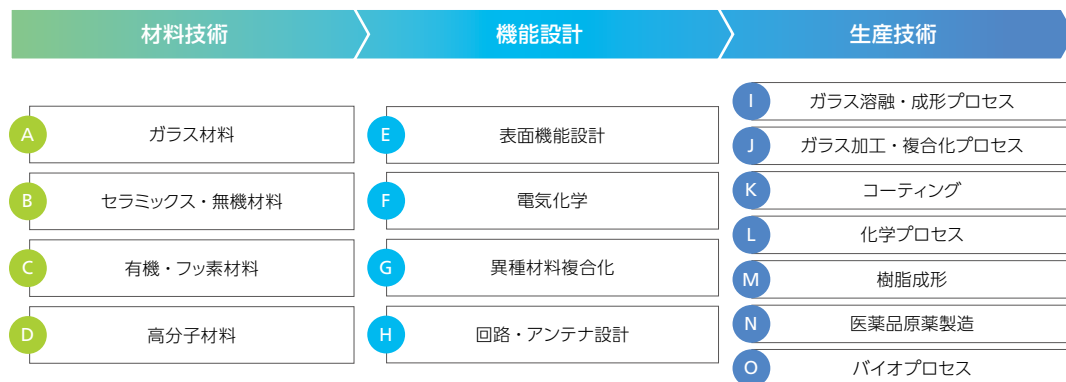 材料技術
機能設計
生産技術
A ガラス材料
B セラミックス・無機材料
C 有機・フッ素材料
D 高分子材料
E 表面機能設計
F 電気化学
G 異種材料複合化
H 回路・アンテナ設計
I ガラス溶融・成形プロセス
J ガラス加工・複合化プロセス
K コーティング
L 化学プロセス
M 樹脂成形
N 医薬品原薬製造
O バイオプロセス